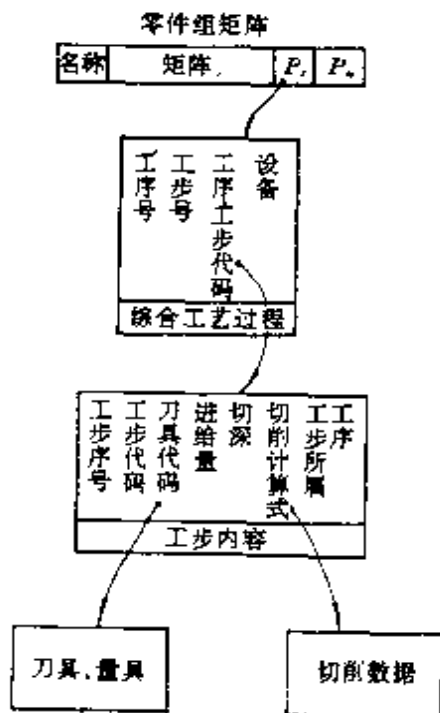 零件组矩阵
名称 矩阵 Pₛ Pₙ
工序号
工步号
工序工步代码
设备
综合工艺过程
工步序号
工步代码
刀具代码
进给量
切深
切削计算式
工步所属
工序
工步内容
刀具、量具
切削数据